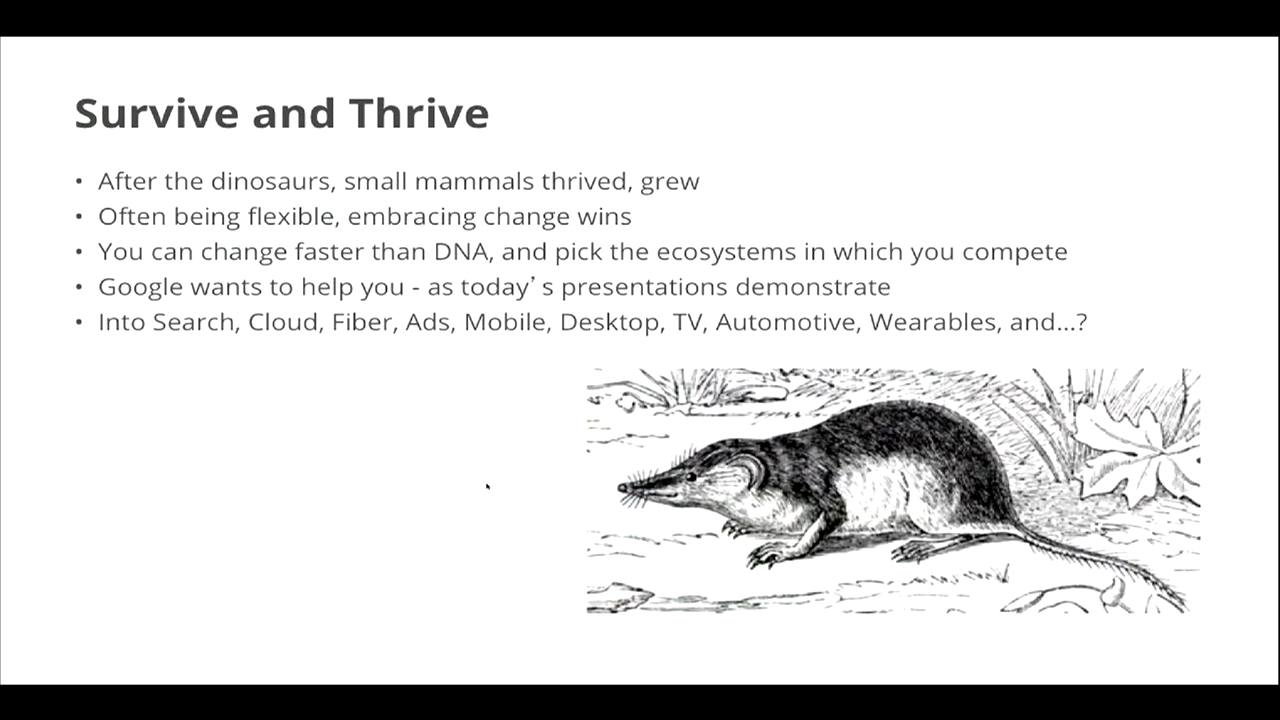 Survive and Thrive
• After the dinosaurs, small mammals thrived, grew
• Often being flexible, embracing change wins
• You can change faster than DNA, and pick the ecosystems in which you compete
• Google wants to help you - as today’s presentations demonstrate
• Into Search, Cloud, Fiber, Ads, Mobile, Desktop, TV, Automotive, Wearables, and...?